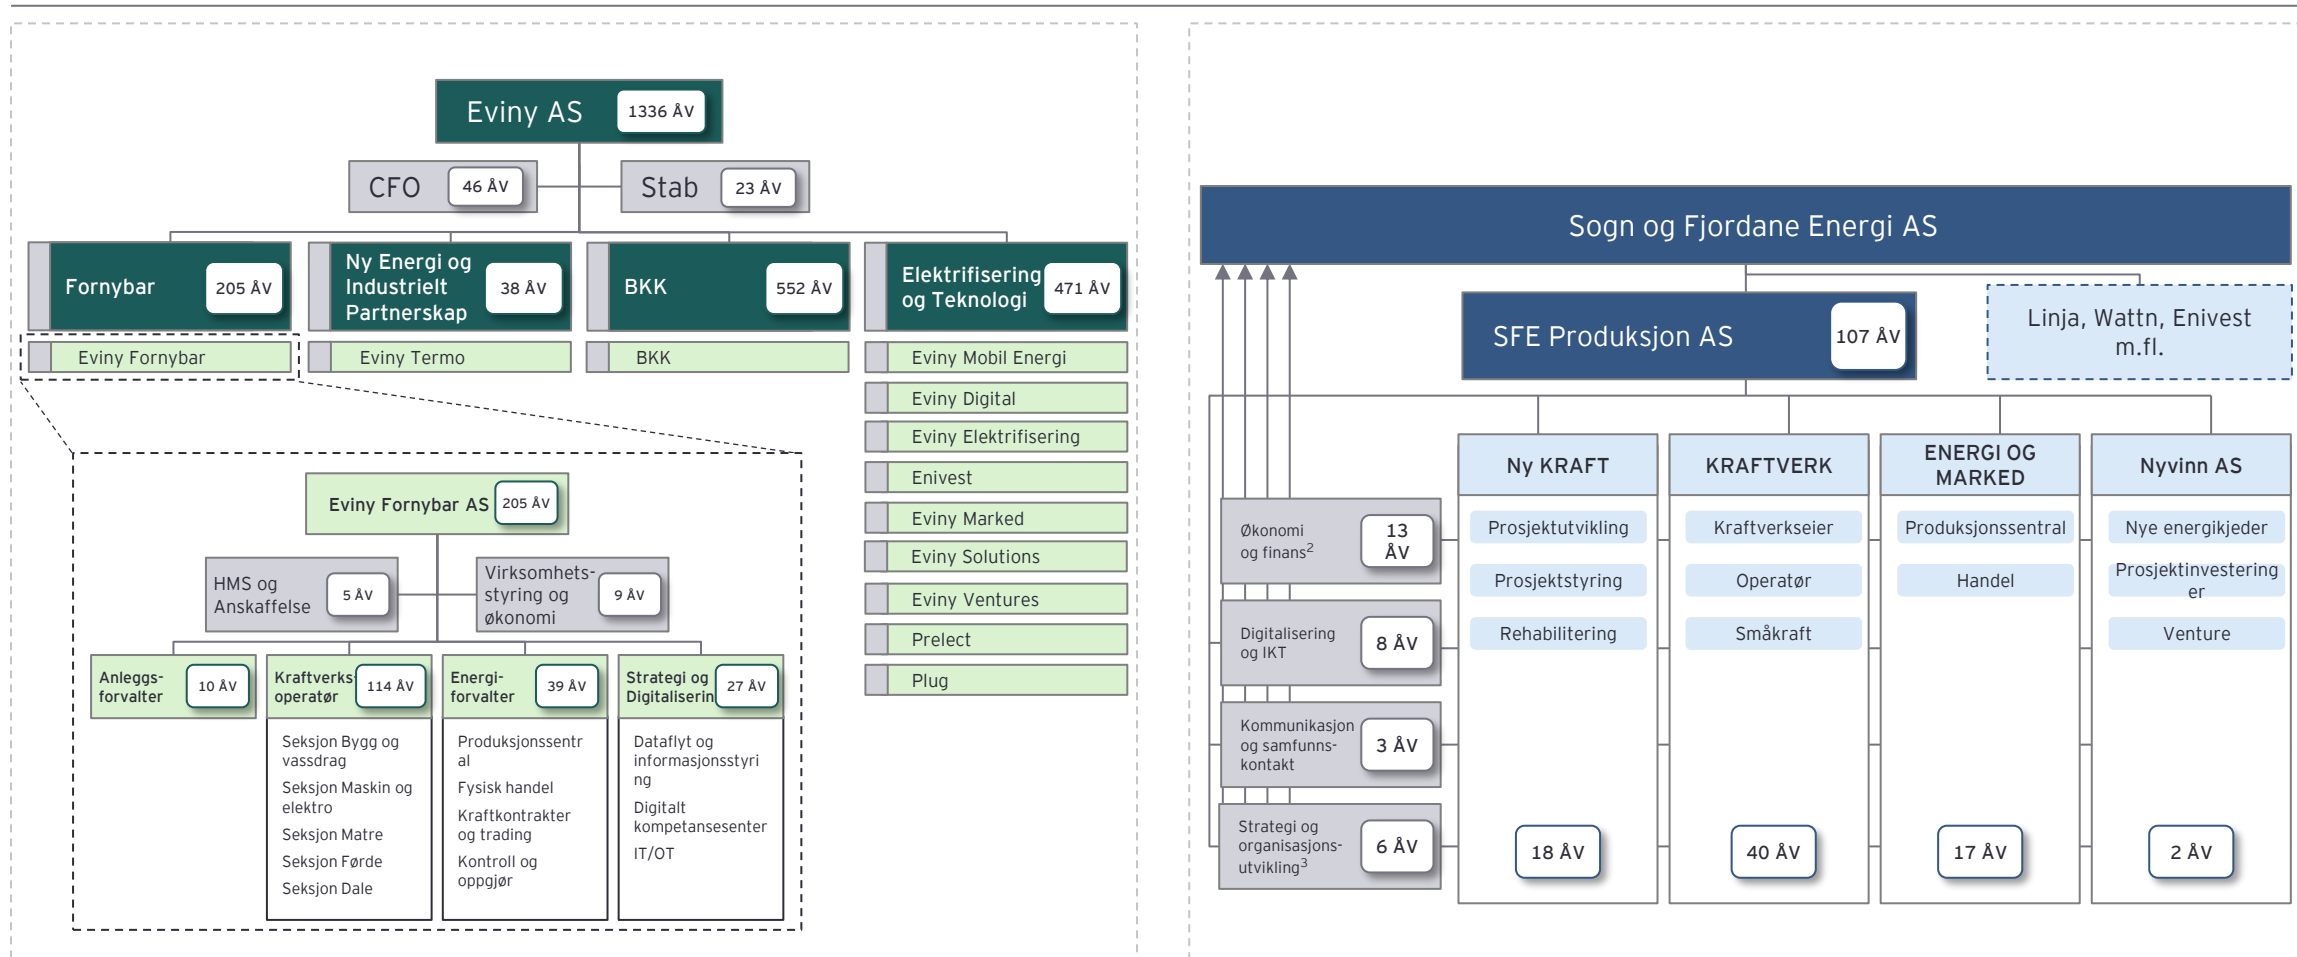 Eviny AS
1336 ÅV
CFO
46 ÅV
Stab
23 ÅV
Fornybar
205 ÅV
Ny Energi og
Industrielt
Partnerskap
38 ÅV
BKK
552 ÅV
Elektrifisering
og Teknologi
471 ÅV
Eviny Fornybar
Eviny Termo
BKK
Eviny Mobil Energi
Eviny Digital
Eviny Elektrifisering
Enivest
Eviny Marked
Eviny Solutions
Eviny Ventures
Prelect
Plug
Eviny Fornybar AS
205 ÅV
HMS og
Anskaffelse
5 ÅV
Virksomhets-
styring og
økonomi
9 ÅV
Anleggs-
forvalter
10 ÅV
Kraftverks
operatør
114 ÅV
Energi-
forvalter
39 ÅV
Strategi og
Digitaliserin
27 ÅV
Seksjon Bygg og
vassdrag
Seksjon Maskin og
elektro
Seksjon Matre
Seksjon Førde
Seksjon Dale
Produksjonssentr
al
Fysisk handel
Kraftkontrakter
og trading
Kontroll og
oppgjør
Dataflyt og
informasjonsstyri
ng
Digitalt
kompetansesenter
IT/OT
Sogn og Fjordane Energi AS
SFE Produksjon AS
107 ÅV
Linja, Wattn, Enivest
m.fl.
Økonomi
og finans²
13
ÅV
Digitalisering
og IKT
8 ÅV
Kommunikasjon
og samfunns-
kontakt
3 ÅV
Strategi og
organisasjons-
utvikling³
6 ÅV
Ny KRAFT
Prosjektutvikling
Prosjektstyring
Rehabilitering
18 ÅV
KRAFTVERK
Kraftverkseier
Operatør
Småkraft
40 ÅV
ENERGI OG
MARKED
Produksjonssentral
Handel
17 ÅV
Nyvinn AS
Nye energikjeder
Prosjektinvestering
er
Venture
2 ÅV